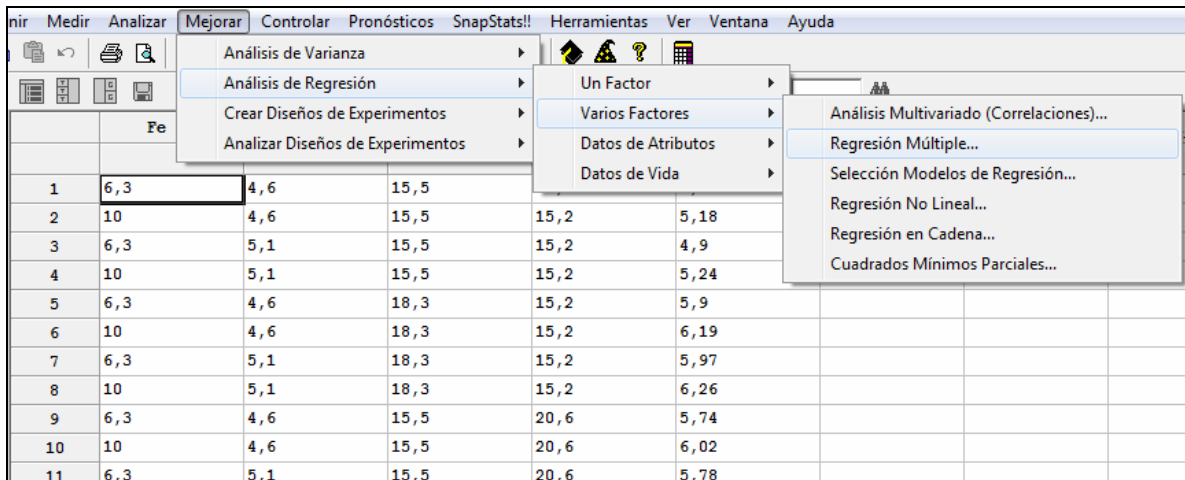 nir Medir Analizar Mejorar Controlar Pronósticos SnapStats!! Herramientas Ver Ventana Ayuda
Análisis de Varianza
Análisis de Regresión
Crear Diseños de Experimentos
Analizar Diseños de Experimentos
Un Factor
Varios Factores
Datos de Atributos
Datos de Vida
Análisis Multivariado (Correlaciones)...
Regresión Múltiple...
Selección Modelos de Regresión...
Regresión No Lineal...
Regresión en Cadena...
Cuadrados Mínimos Parciales...
Fe
1 6,3 4,6 15,5
2 10 4,6 15,5 15,2 5,18
3 6,3 5,1 15,5 15,2 4,9
4 10 5,1 15,5 15,2 5,24
5 6,3 4,6 18,3 15,2 5,9
6 10 4,6 18,3 15,2 6,19
7 6,3 5,1 18,3 15,2 5,97
8 10 5,1 18,3 15,2 6,26
9 6,3 4,6 15,5 20,6 5,74
10 10 4,6 15,5 20,6 6,02
11 6,3 5,1 15,5 20,6 5,78